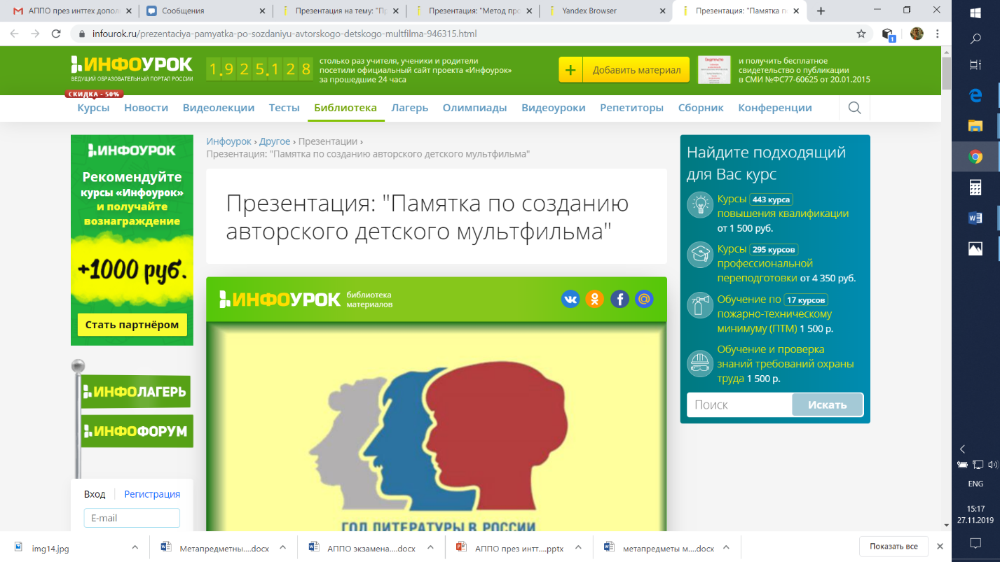 АППО през инттех допол
Сообщения
Презентация на тему: "Пр
Презентация: "Метод про
Yandex Browser
Презентация: "Памятка п
infourok.ru/prezentaciya-pamyatka-po-sozdaniyu-avtorskogo-detskogo-multfilma-946315.html
1
ИНФОУРОК
ВЕДУЩИЙ ОБРАЗОВАТЕЛЬНЫЙ ПОРТАЛ РОССИИ
1.925.128
столько раз учителя, ученики и родители
посетили официальный сайт проекта «Инфоурок»
за прошедшие 24 часа
+ Добавить материал
Свидетельство
и получить бесплатное
свидетельство о публикации
в СМИ №ФС77-60625 от 20.01.2015
СКИДКА - 50%
Курсы Новости Видеолекции Тесты Библиотека Лагерь Олимпиады Видеоуроки Репетиторы Сборник Конференции
ИНФОУРОК
Рекомендуйте
курсы «Инфоурок»
и получайте
вознаграждение
+1000 руб.
Стать партнёром
ИНФОЛАГЕРЬ
ИНФОФОРУМ
Вход Регистрация
E-mail
Инфоурок › Другое › Презентации ›
Презентация: "Памятка по созданию авторского детского мультфильма"
Презентация: "Памятка по созданию
авторского детского мультфильма"
ИНФОУРОК
библиотека
материалов
ГОД ЛИТЕРАТУРЫ В РОССИИ
Найдите подходящий
для Вас курс
Курсы 443 курса
повышения квалификации
от 1 500 руб.
Курсы 295 курсов
профессиональной
переподготовки от 4 350 руб.
Обучение по 17 курсов
пожарно-техническому
минимуму (ПТМ) 1 500 р.
Обучение и проверка
знаний требований охраны
труда 1 500 р.
Поиск Искать
img14.jpg
Метапредметны....docx
АППО экзамена....docx
АППО през интт....pptx
метапредметы м....docx
Показать все
ENG
15:17
27.11.2019